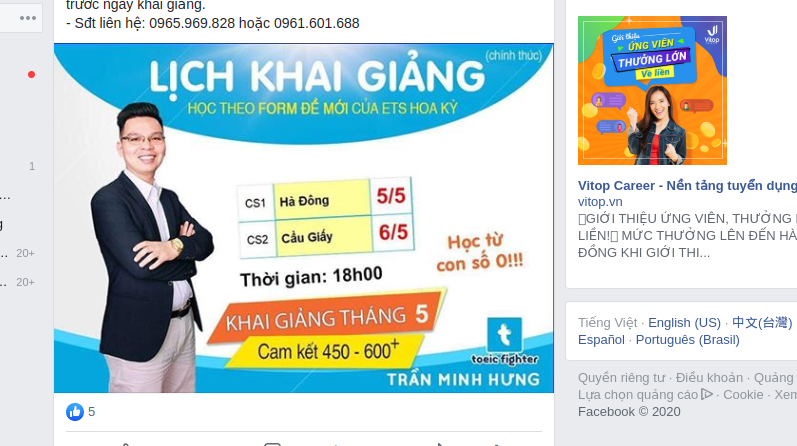 trước ngày khai giảng.
- Sđt liên hệ: 0965.969.828 hoặc 0961.601.688
(chính thức)
LỊCH KHAI GIẢNG
HỌC THEO FORM ĐỀ MỚI CỦA ETS HOA KỲ
CS1 Hà Đông 5/5
CS2 Cầu Giấy 6/5
Học từ
con số 0!!!
Thời gian: 18h00
KHAI GIẢNG THÁNG 5
Cam kết 450 - 600+
t
toeic fighter
TRẦN MINH HƯNG
5
1
20+
20+
Giới thiệu
ỨNG VIÊN
THƯỞNG LỚN
Về liền
Vitop
Vitop Career - Nền tảng tuyển dụng
vitop.vn
GIỚI THIỆU ỨNG VIÊN, THƯỞNG
LIỀN! MỨC THƯỞNG LÊN ĐẾN HÀ
ĐỒNG KHI GIỚI THI...
Tiếng Việt · English (US) · 中文(台灣)
Español · Português (Brasil)
Quyền riêng tư · Điều khoản · Quảng
Lựa chọn quảng cáo · Cookie · Xem
Facebook © 2020